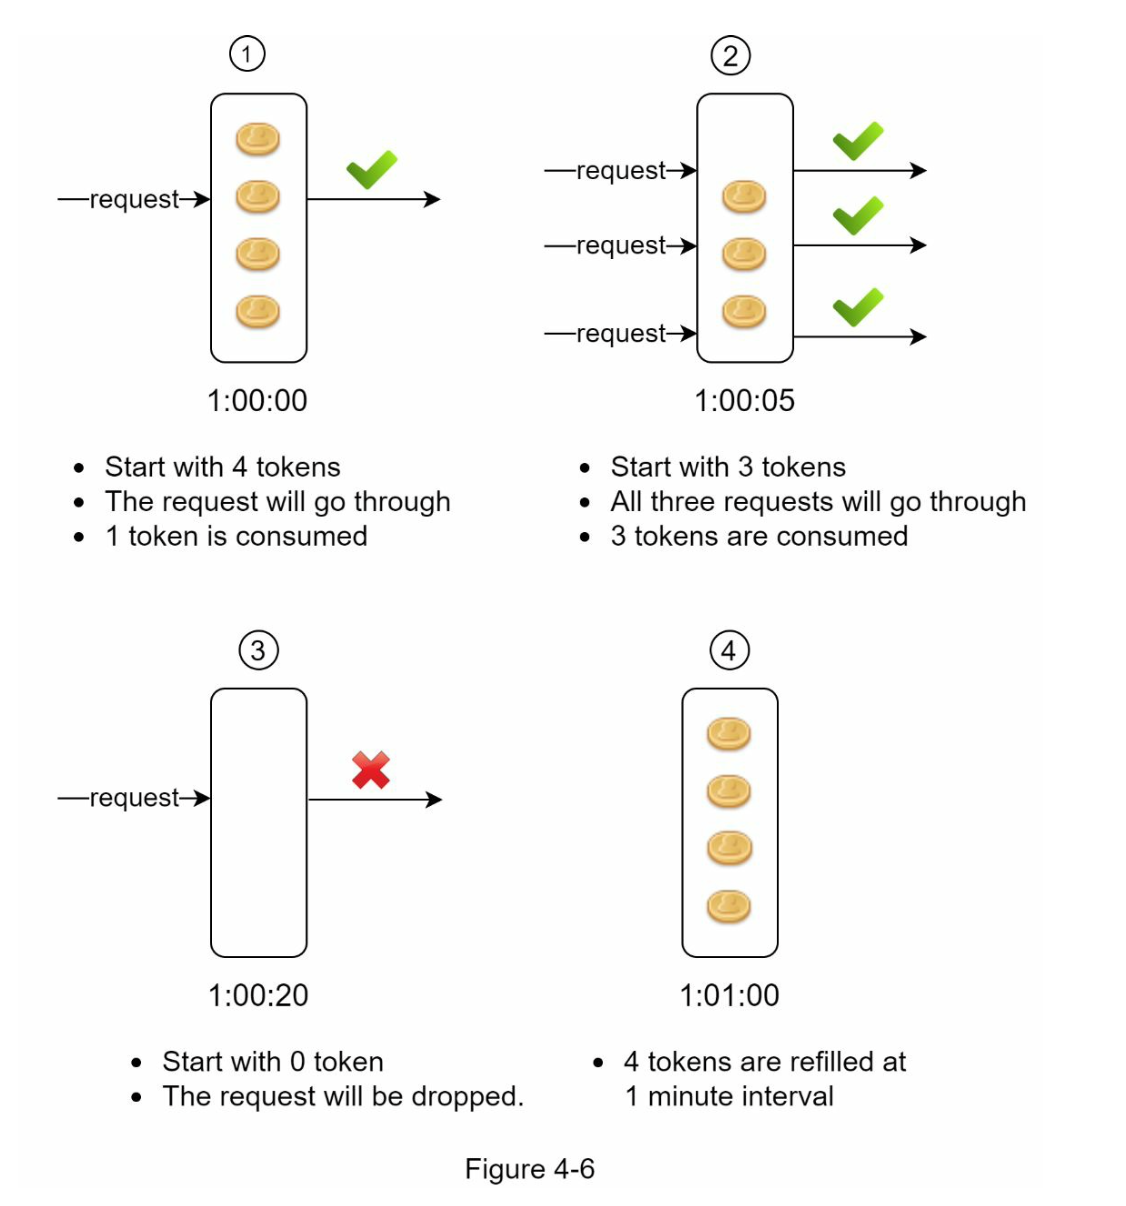 1
2
request
request
request
request
1:00:00
1:00:05
• Start with 4 tokens
• The request will go through
• 1 token is consumed
• Start with 3 tokens
• All three requests will go through
• 3 tokens are consumed
3
4
request
1:00:20
1:01:00
• Start with 0 token
• The request will be dropped.
• 4 tokens are refilled at
1 minute interval
Figure 4-6